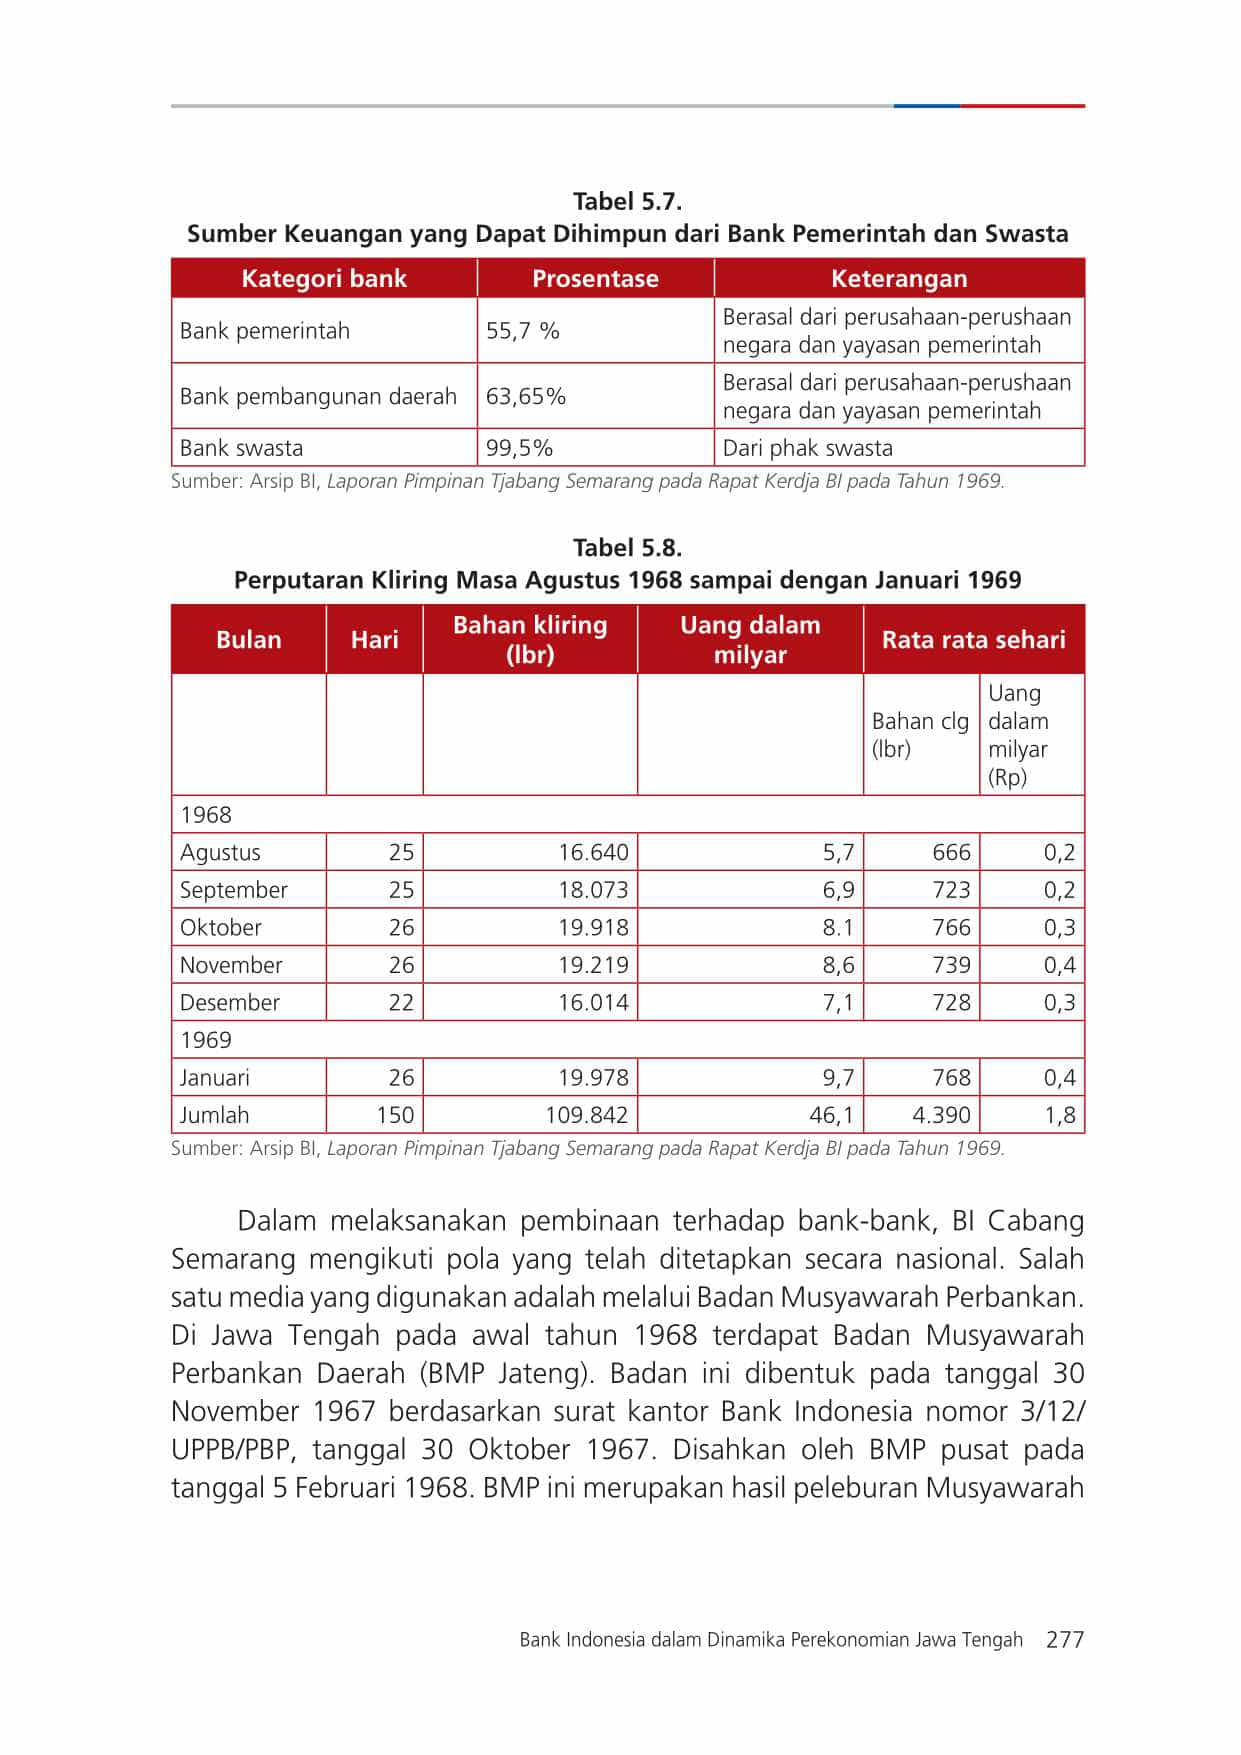 Tabel 5.7.
Sumber Keuangan yang Dapat Dihimpun dari Bank Pemerintah dan Swasta
Kategori bank Prosentase Keterangan
Bank pemerintah 55,7 % Berasal dari perusahaan-perushaan
negara dan yayasan pemerintah
Bank pembangunan daerah 63,65% Berasal dari perusahaan-perushaan
negara dan yayasan pemerintah
Bank swasta 99,5% Dari phak swasta
Sumber: Arsip BI, Laporan Pimpinan Tjabang Semarang pada Rapat Kerdja BI pada Tahun 1969.
Tabel 5.8.
Perputaran Kliring Masa Agustus 1968 sampai dengan Januari 1969
Bulan Hari Bahan kliring (lbr) Uang dalam milyar Rata rata sehari
Bahan clg (lbr) Uang dalam milyar (Rp)
1968
Agustus 25 16.640 5,7 666 0,2
September 25 18.073 6,9 723 0,2
Oktober 26 19.918 8.1 766 0,3
November 26 19.219 8,6 739 0,4
Desember 22 16.014 7,1 728 0,3
1969
Januari 26 19.978 9,7 768 0,4
Jumlah 150 109.842 46,1 4.390 1,8
Sumber: Arsip BI, Laporan Pimpinan Tjabang Semarang pada Rapat Kerdja BI pada Tahun 1969.
Dalam melaksanakan pembinaan terhadap bank-bank, BI Cabang
Semarang mengikuti pola yang telah ditetapkan secara nasional. Salah
satu media yang digunakan adalah melalui Badan Musyawarah Perbankan.
Di Jawa Tengah pada awal tahun 1968 terdapat Badan Musyawarah
Perbankan Daerah (BMP Jateng). Badan ini dibentuk pada tanggal 30
November 1967 berdasarkan surat kantor Bank Indonesia nomor 3/12/
UPPB/PBP, tanggal 30 Oktober 1967. Disahkan oleh BMP pusat pada
tanggal 5 Februari 1968. BMP ini merupakan hasil peleburan Musyawarah
Bank Indonesia dalam Dinamika Perekonomian Jawa Tengah 277